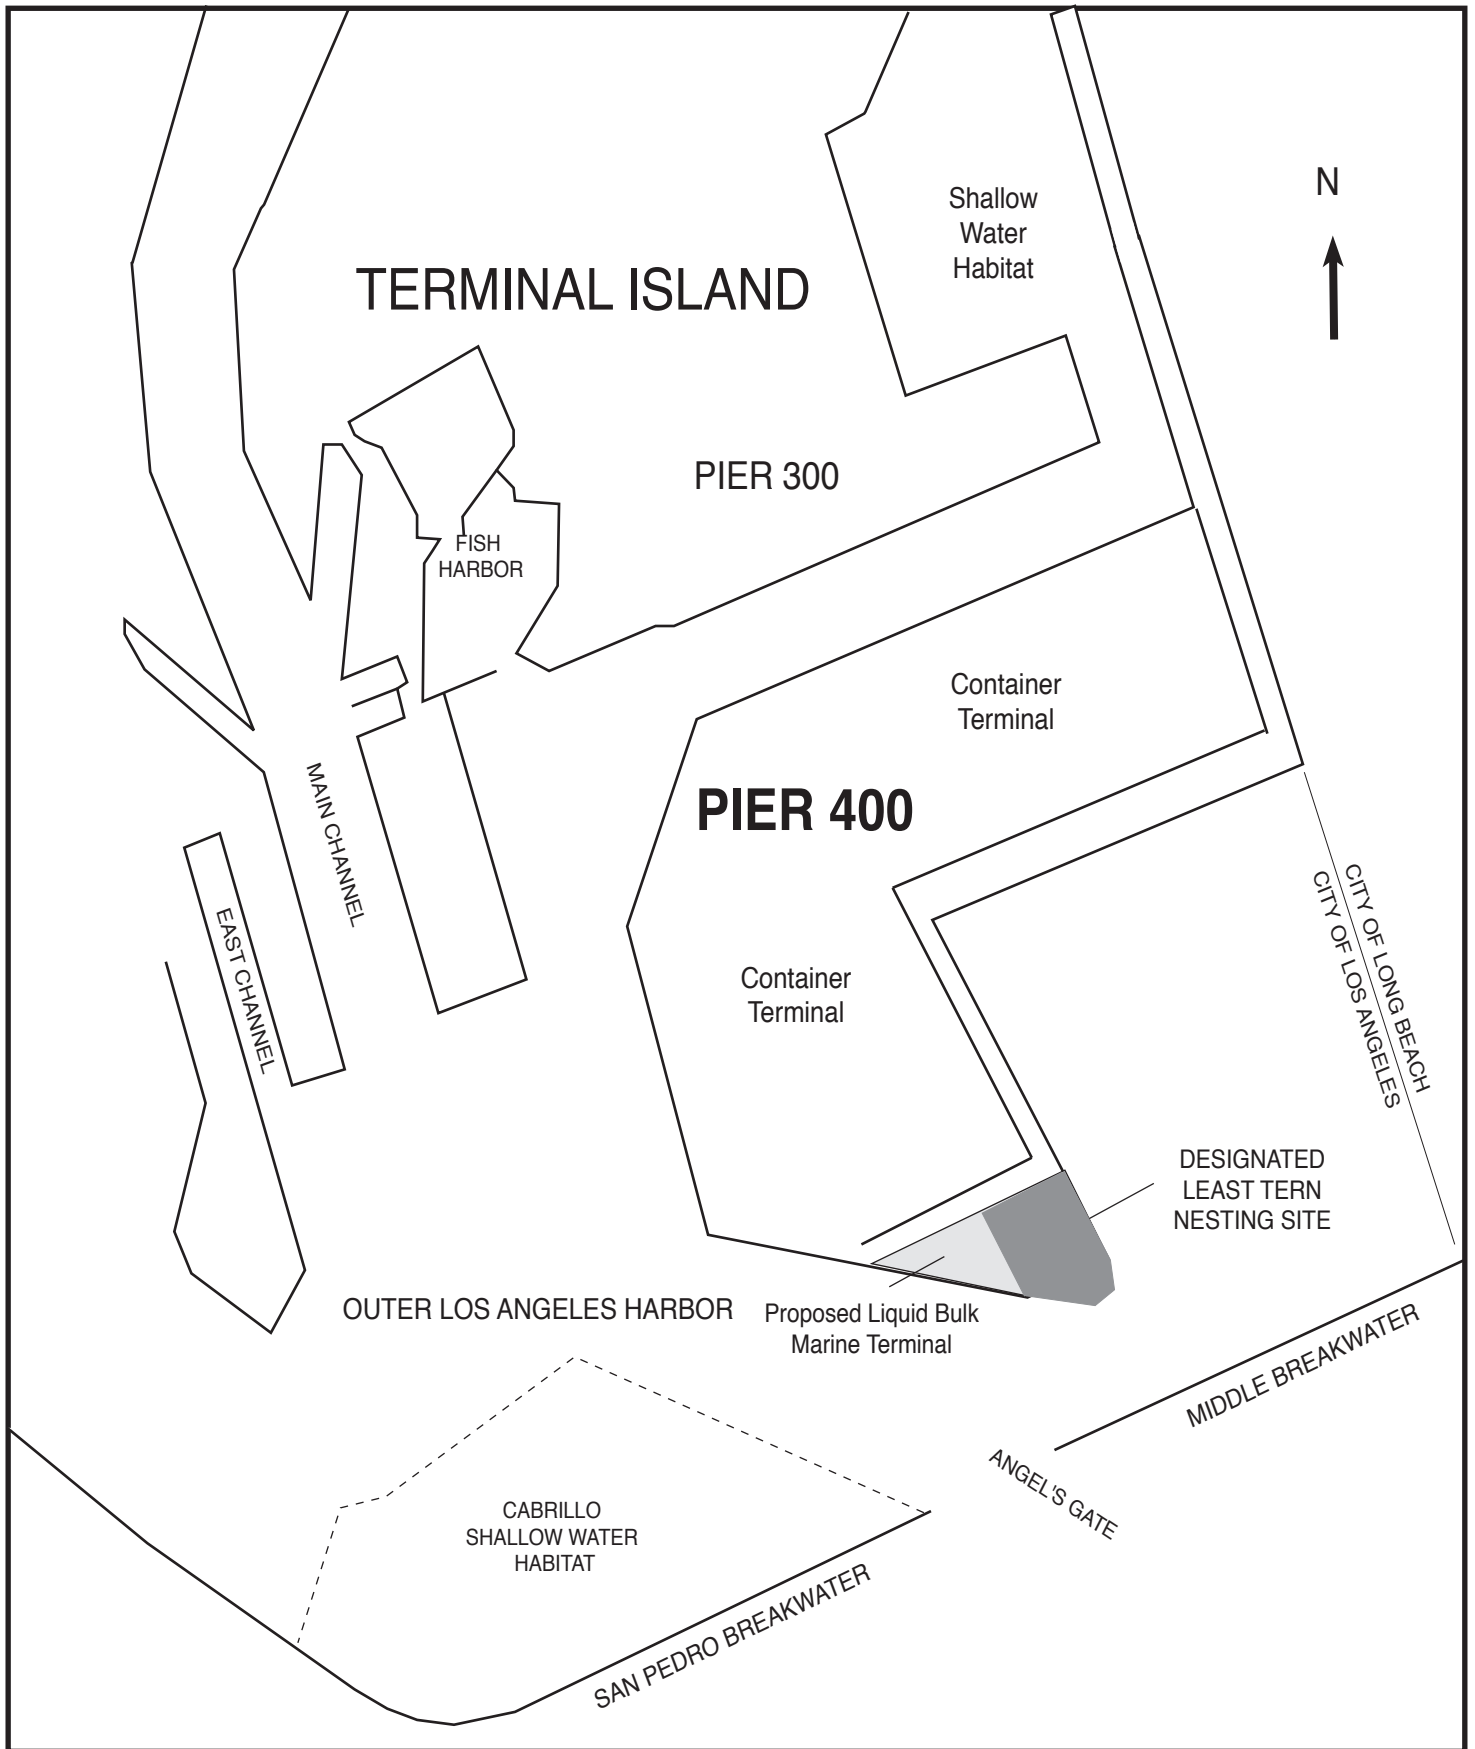 Shallow
Water
Habitat
N
TERMINAL ISLAND
PIER 300
FISH
HARBOR
Container
Terminal
MAIN CHANNEL
PIER 400
EAST CHANNEL
Container
Terminal
CITY OF LONG BEACH
CITY OF LOS ANGELES
DESIGNATED
LEAST TERN
NESTING SITE
OUTER LOS ANGELES HARBOR
Proposed Liquid Bulk
Marine Terminal
MIDDLE BREAKWATER
ANGEL'S GATE
CABRILLO
SHALLOW WATER
HABITAT
SAN PEDRO BREAKWATER